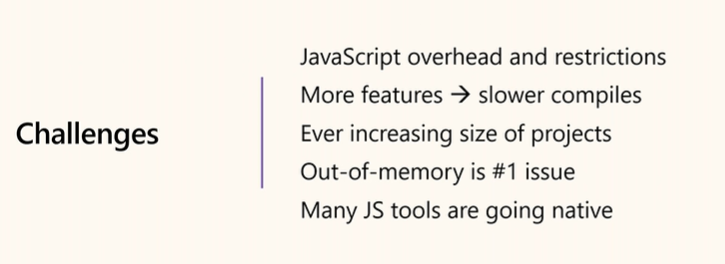 Challenges
JavaScript overhead and restrictions
More features → slower compiles
Ever increasing size of projects
Out-of-memory is #1 issue
Many JS tools are going native